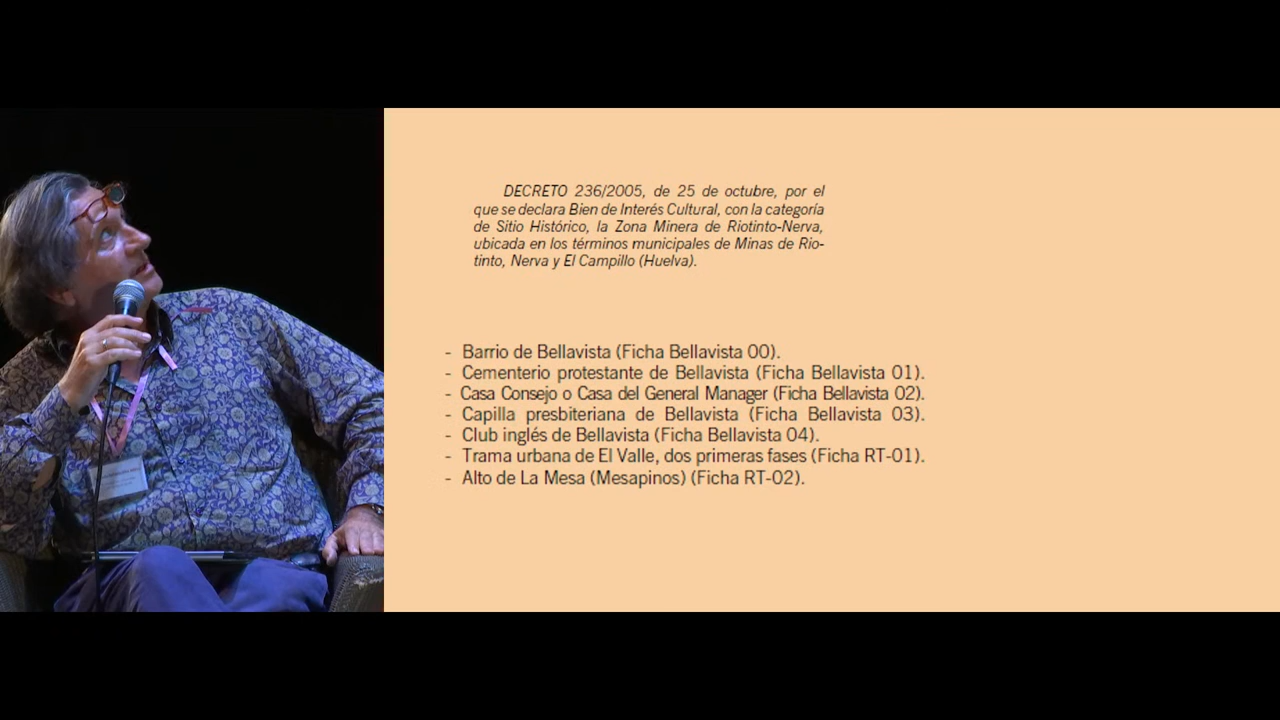 DECRETO 236/2005, de 25 de octubre, por el
que se declara Bien de Interés Cultural, con la categoría
de Sitio Histórico, la Zona Minera de Riotinto-Nerva,
ubicada en los términos municipales de Minas de Rio-
tinto, Nerva y El Campillo (Huelva).
- Barrio de Bellavista (Ficha Bellavista 00).
- Cementerio protestante de Bellavista (Ficha Bellavista 01).
- Casa Consejo o Casa del General Manager (Ficha Bellavista 02).
- Capilla presbiteriana de Bellavista (Ficha Bellavista 03).
- Club inglés de Bellavista (Ficha Bellavista 04).
- Trama urbana de El Valle, dos primeras fases (Ficha RT-01).
- Alto de La Mesa (Mesapinos) (Ficha RT-02).